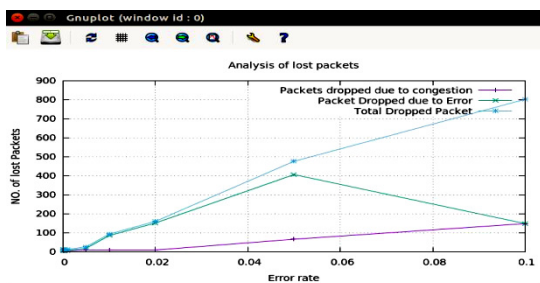 Gnuplot (window id : 0)
?
Analysis of lost packets
Packets dropped due to congestion
Packet Dropped due to Error
Total Dropped Packet
NO. of lost Packets
900
800
700
600
500
400
300
200
100
0
0
0.02
0.04
0.06
0.08
0.1
Error rate